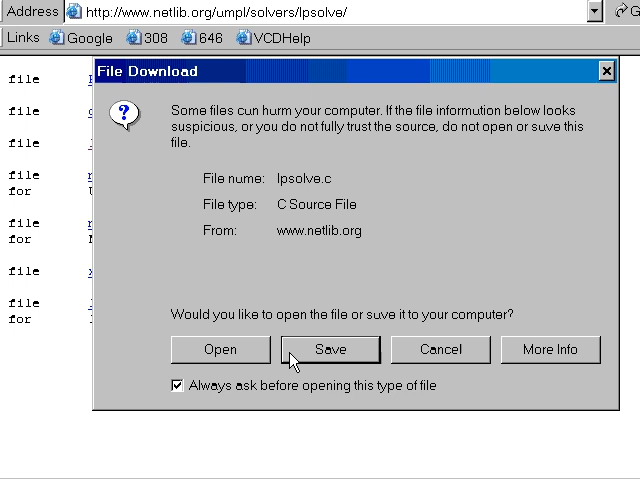 Address http://www.netlib.org/umpl/solvers/lpsolve/
Links Google 308 646 VCDHelp
File Download
file
file
file
file
for
file
for
file
file
for
Some files cun hurm your computer. If the file informution below looks
suspicious, or you do not fully trust the source, do not open or suve this
file.
File nume: lpsolve.c
File type: C Source File
From: www.netlib.org
Would you like to open the file or suve it to your computer?
Open Save Cancel More Info
Always ask before opening this type of file